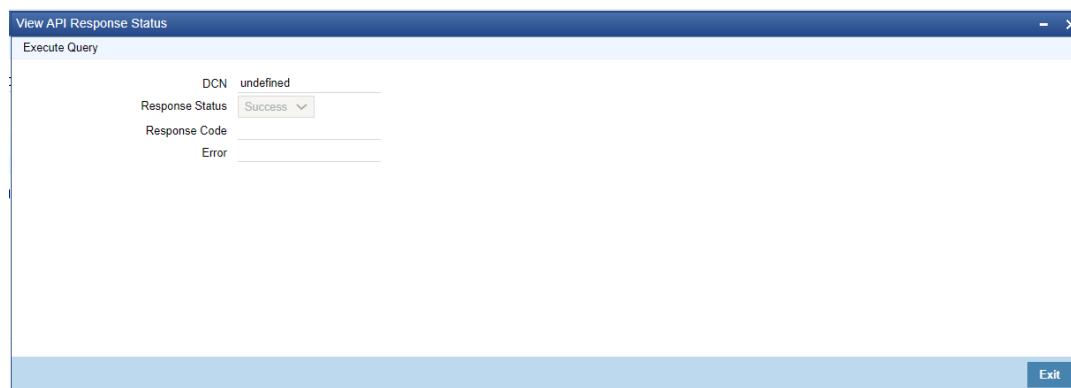 View API Response Status
Execute Query
DCN undefined
Response Status Success
Response Code
Error
Exit